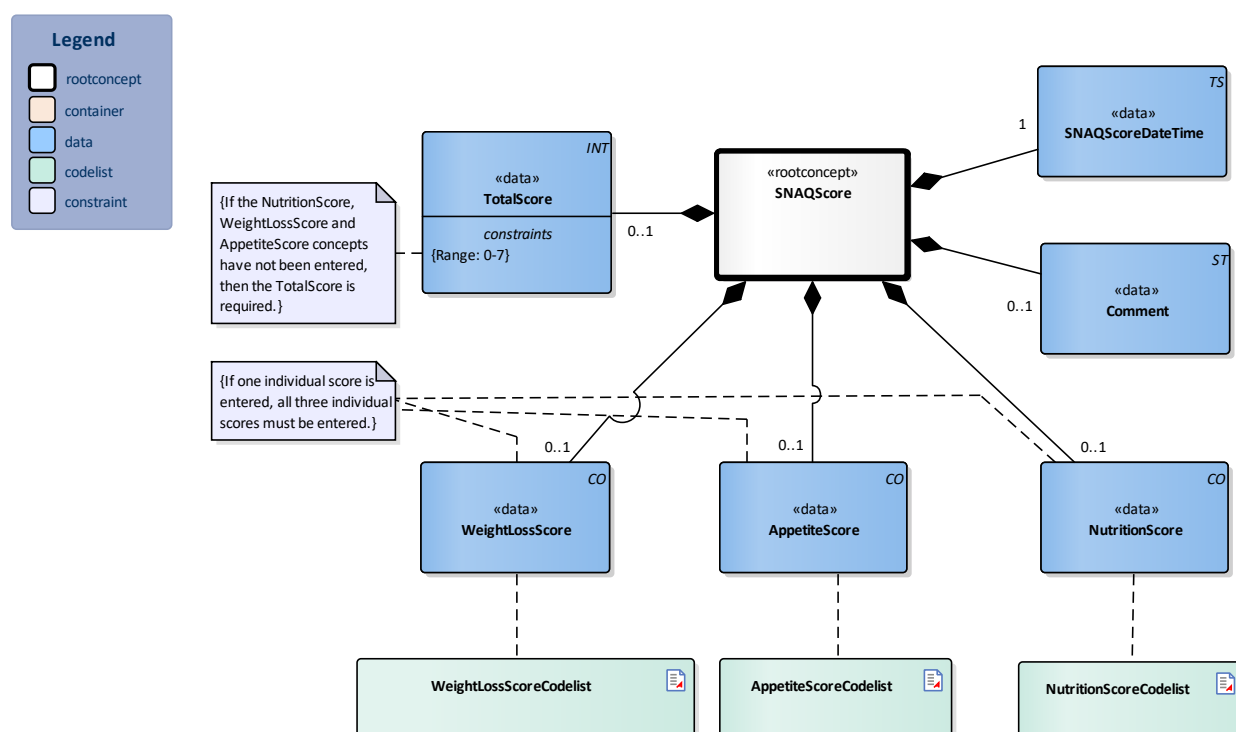 Legend
rootconcept
container
data
codelist
constraint
TS
«data»
SNAQScoreDateTime
1
INT
«data»
TotalScore
constraints
{Range: 0-7}
0..1
«rootconcept»
SNAQScore
{If the NutritionScore,
WeightLossScore and
AppetiteScore concepts
have not been entered,
then the TotalScore is
required.}
ST
«data»
Comment
0..1
{If one individual score is
entered, all three individual
scores must be entered.}
0..1
0..1
0..1
CO
«data»
WeightLossScore
CO
«data»
AppetiteScore
CO
«data»
NutritionScore
WeightLossScoreCodelist
AppetiteScoreCodelist
NutritionScoreCodelist